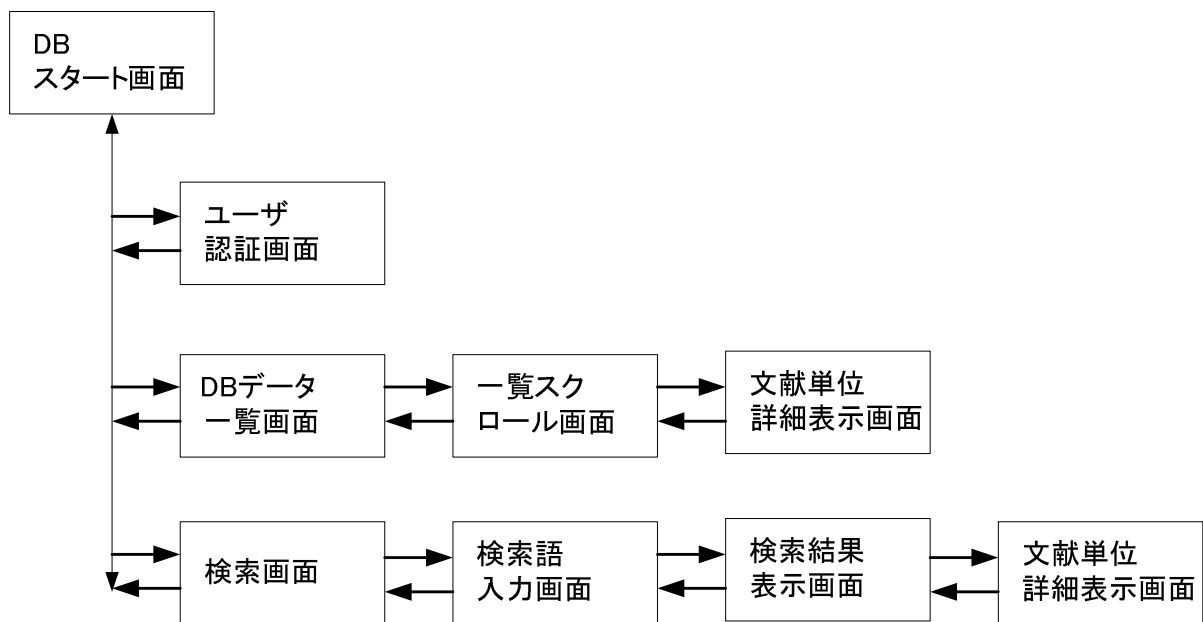 DB
スタート画面
ユーザ
認証画面
DBデータ
一覧画面
一覧スク
ロール画面
文献単位
詳細表示画面
検索画面
検索語
入力画面
検索結果
表示画面
文献単位
詳細表示画面